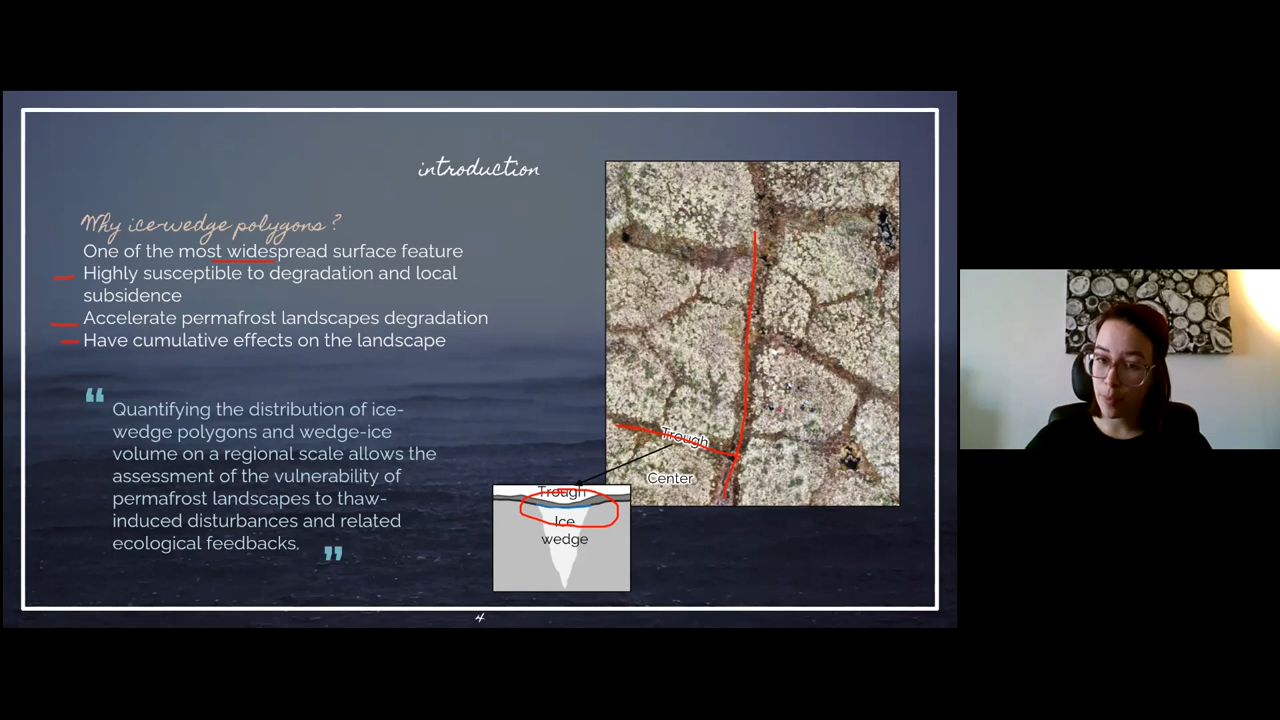 introduction
Why ice-wedge polygons ?
One of the most widespread surface feature
Highly susceptible to degradation and local
subsidence
Accelerate permafrost landscapes degradation
Have cumulative effects on the landscape
“
Quantifying the distribution of ice-
wedge polygons and wedge-ice
volume on a regional scale allows the
assessment of the vulnerability of
permafrost landscapes to thaw-
induced disturbances and related
ecological feedbacks.
”
Trough
Center
Trough
Ice
wedge
4